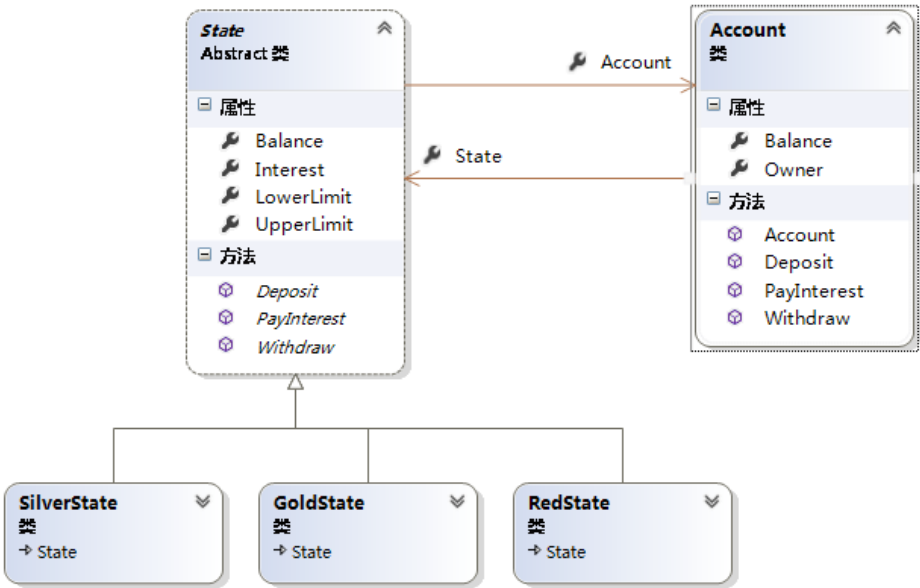 State
Abstract 类
属性
Balance
Interest
LowerLimit
UpperLimit
方法
Deposit
PayInterest
Withdraw
Account
State
Account
类
属性
Balance
Owner
方法
Account
Deposit
PayInterest
Withdraw
SilverState
类
State
GoldState
类
State
RedState
类
State